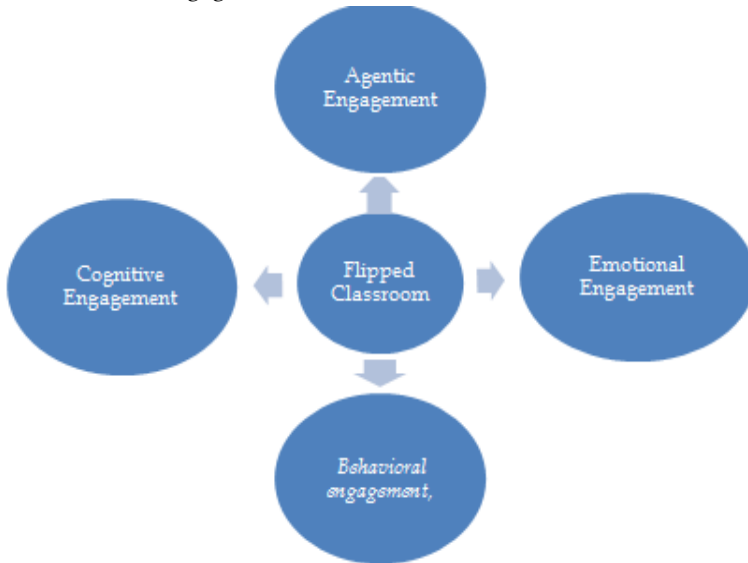 Agentic
Engagement
Cognitive
Engagement
Flipped
Classroom
Emotional
Engagement
Behavioral
engagement,